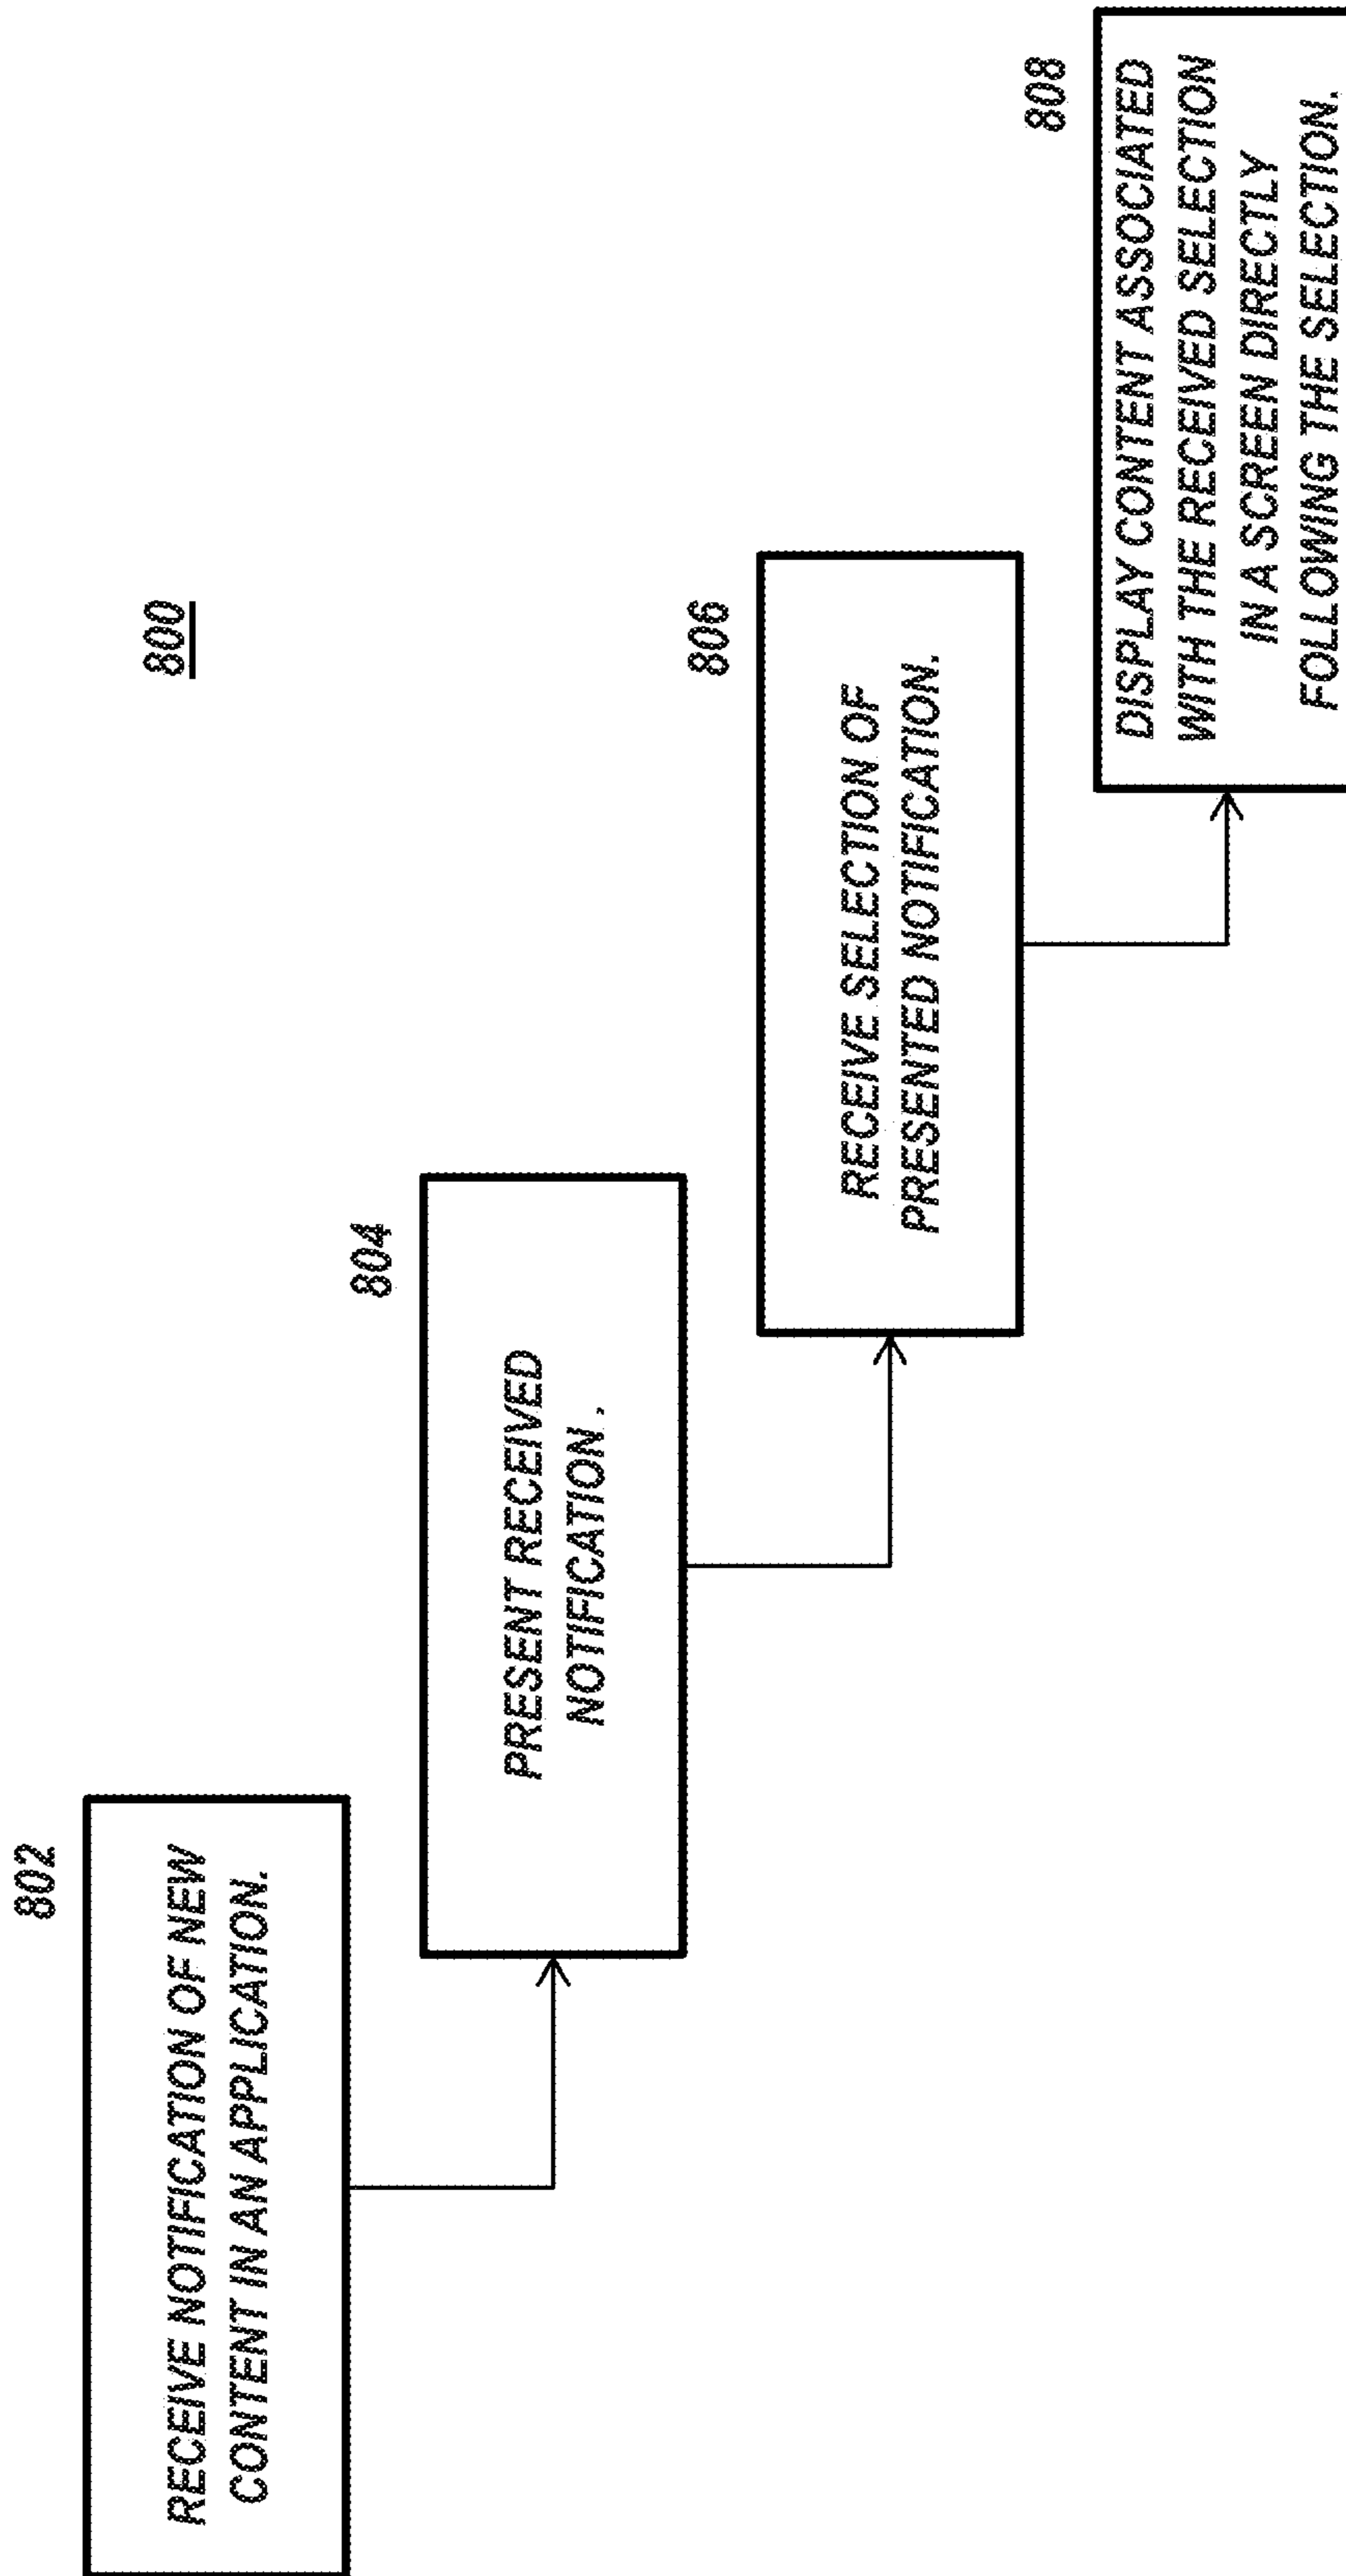 800
802
RECEIVE NOTIFICATION OF NEW
CONTENT IN AN APPLICATION.
804
PRESENT RECEIVED
NOTIFICATION .
806
RECEIVE SELECTION OF
PRESENTED NOTIFICATION.
808
DISPLAY CONTENT ASSOCIATED
WITH THE RECEIVED SELECTION
IN A SCREEN DIRECTLY
FOLLOWING THE SELECTION.